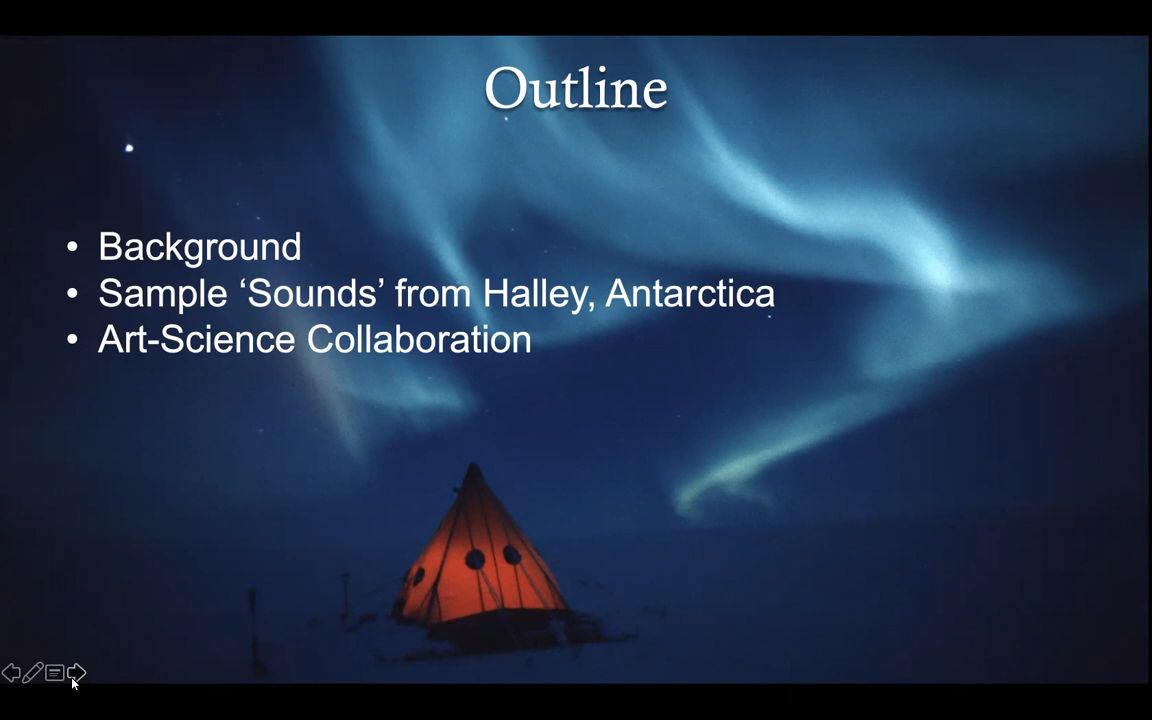 Outline
• Background
• Sample ‘Sounds’ from Halley, Antarctica
• Art-Science Collaboration